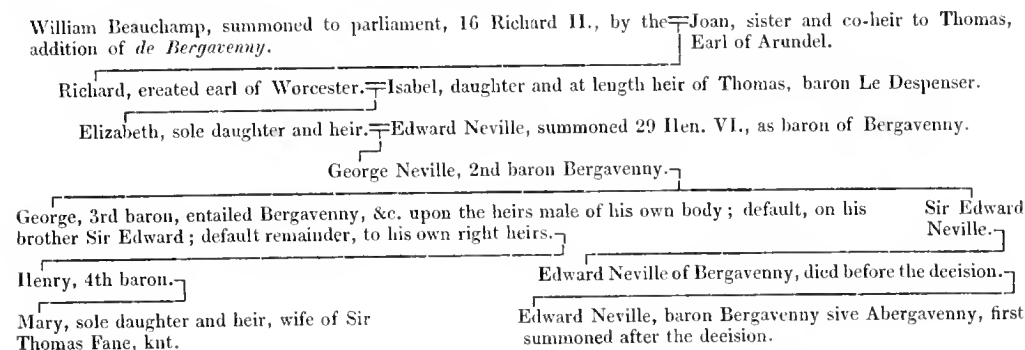 William Beauchamp, summoned to parliament, 16 Richard II., by the
addition of de Bergavenny.
Joan, sister and co-heir to Thomas,
Earl of Arundel.
Richard, ereated earl of Worcester. Isabel, daughter and at length heir of Thomas, baron Le Despenser.
Elizabeth, sole daughter and heir. Edward Neville, summoned 29 Hen. VI., as baron of Bergavenny.
George Neville, 2nd baron Bergavenny.
George, 3rd baron, entailed Bergavenny, &c. upon the heirs male of his own body; default, on his
brother Sir Edward; default remainder, to his own right heirs.
Sir Edward
Neville.
Henry, 4th baron.
Edward Neville of Bergavenny, died before the decision.
Mary, sole daughter and heir, wife of Sir
Thomas Fane, knt.
Edward Neville, baron Bergavenny sive Abergavenny, first
summoned after the decision.